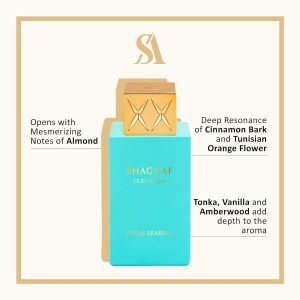 SA
Opens with
Mesmerizing
Notes of Almond
Deep Resonance
of Cinnamon Bark
and Tunisian
Orange Flower
SHAGHAF
OUD TONKA
SWISS ARABIAN
Tonka, Vanilla and
Amberwood add
depth to the
aroma